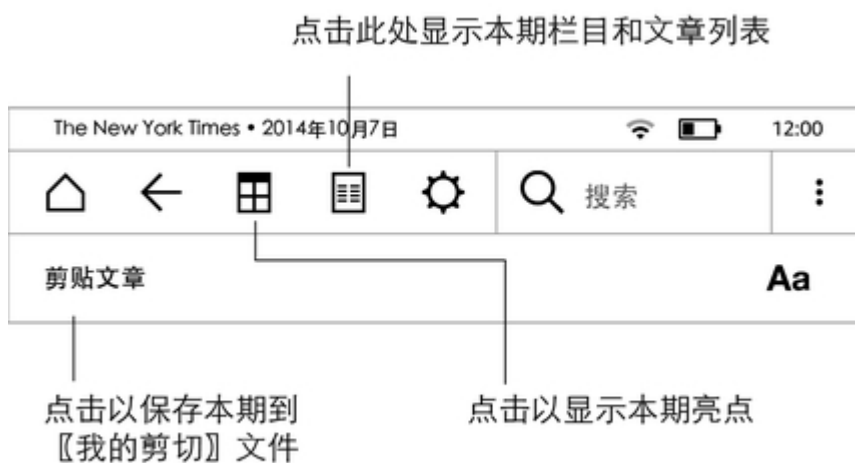 点击此处显示本期栏目和文章列表
The New York Times • 2014年10月7日 12:00
搜索
剪贴文章 Aa
点击以保存本期到
〖我的剪切〗文件
点击以显示本期亮点